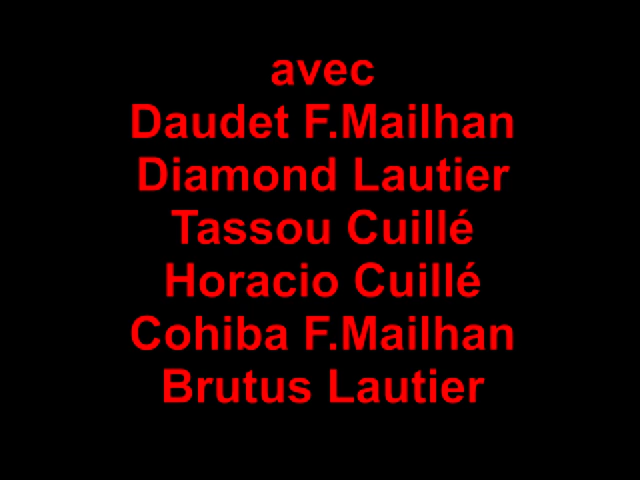 avec
Daudet F.Mailhan
Diamond Lautier
Tassou Cuillé
Horacio Cuillé
Cohiba F.Mailhan
Brutus Lautier